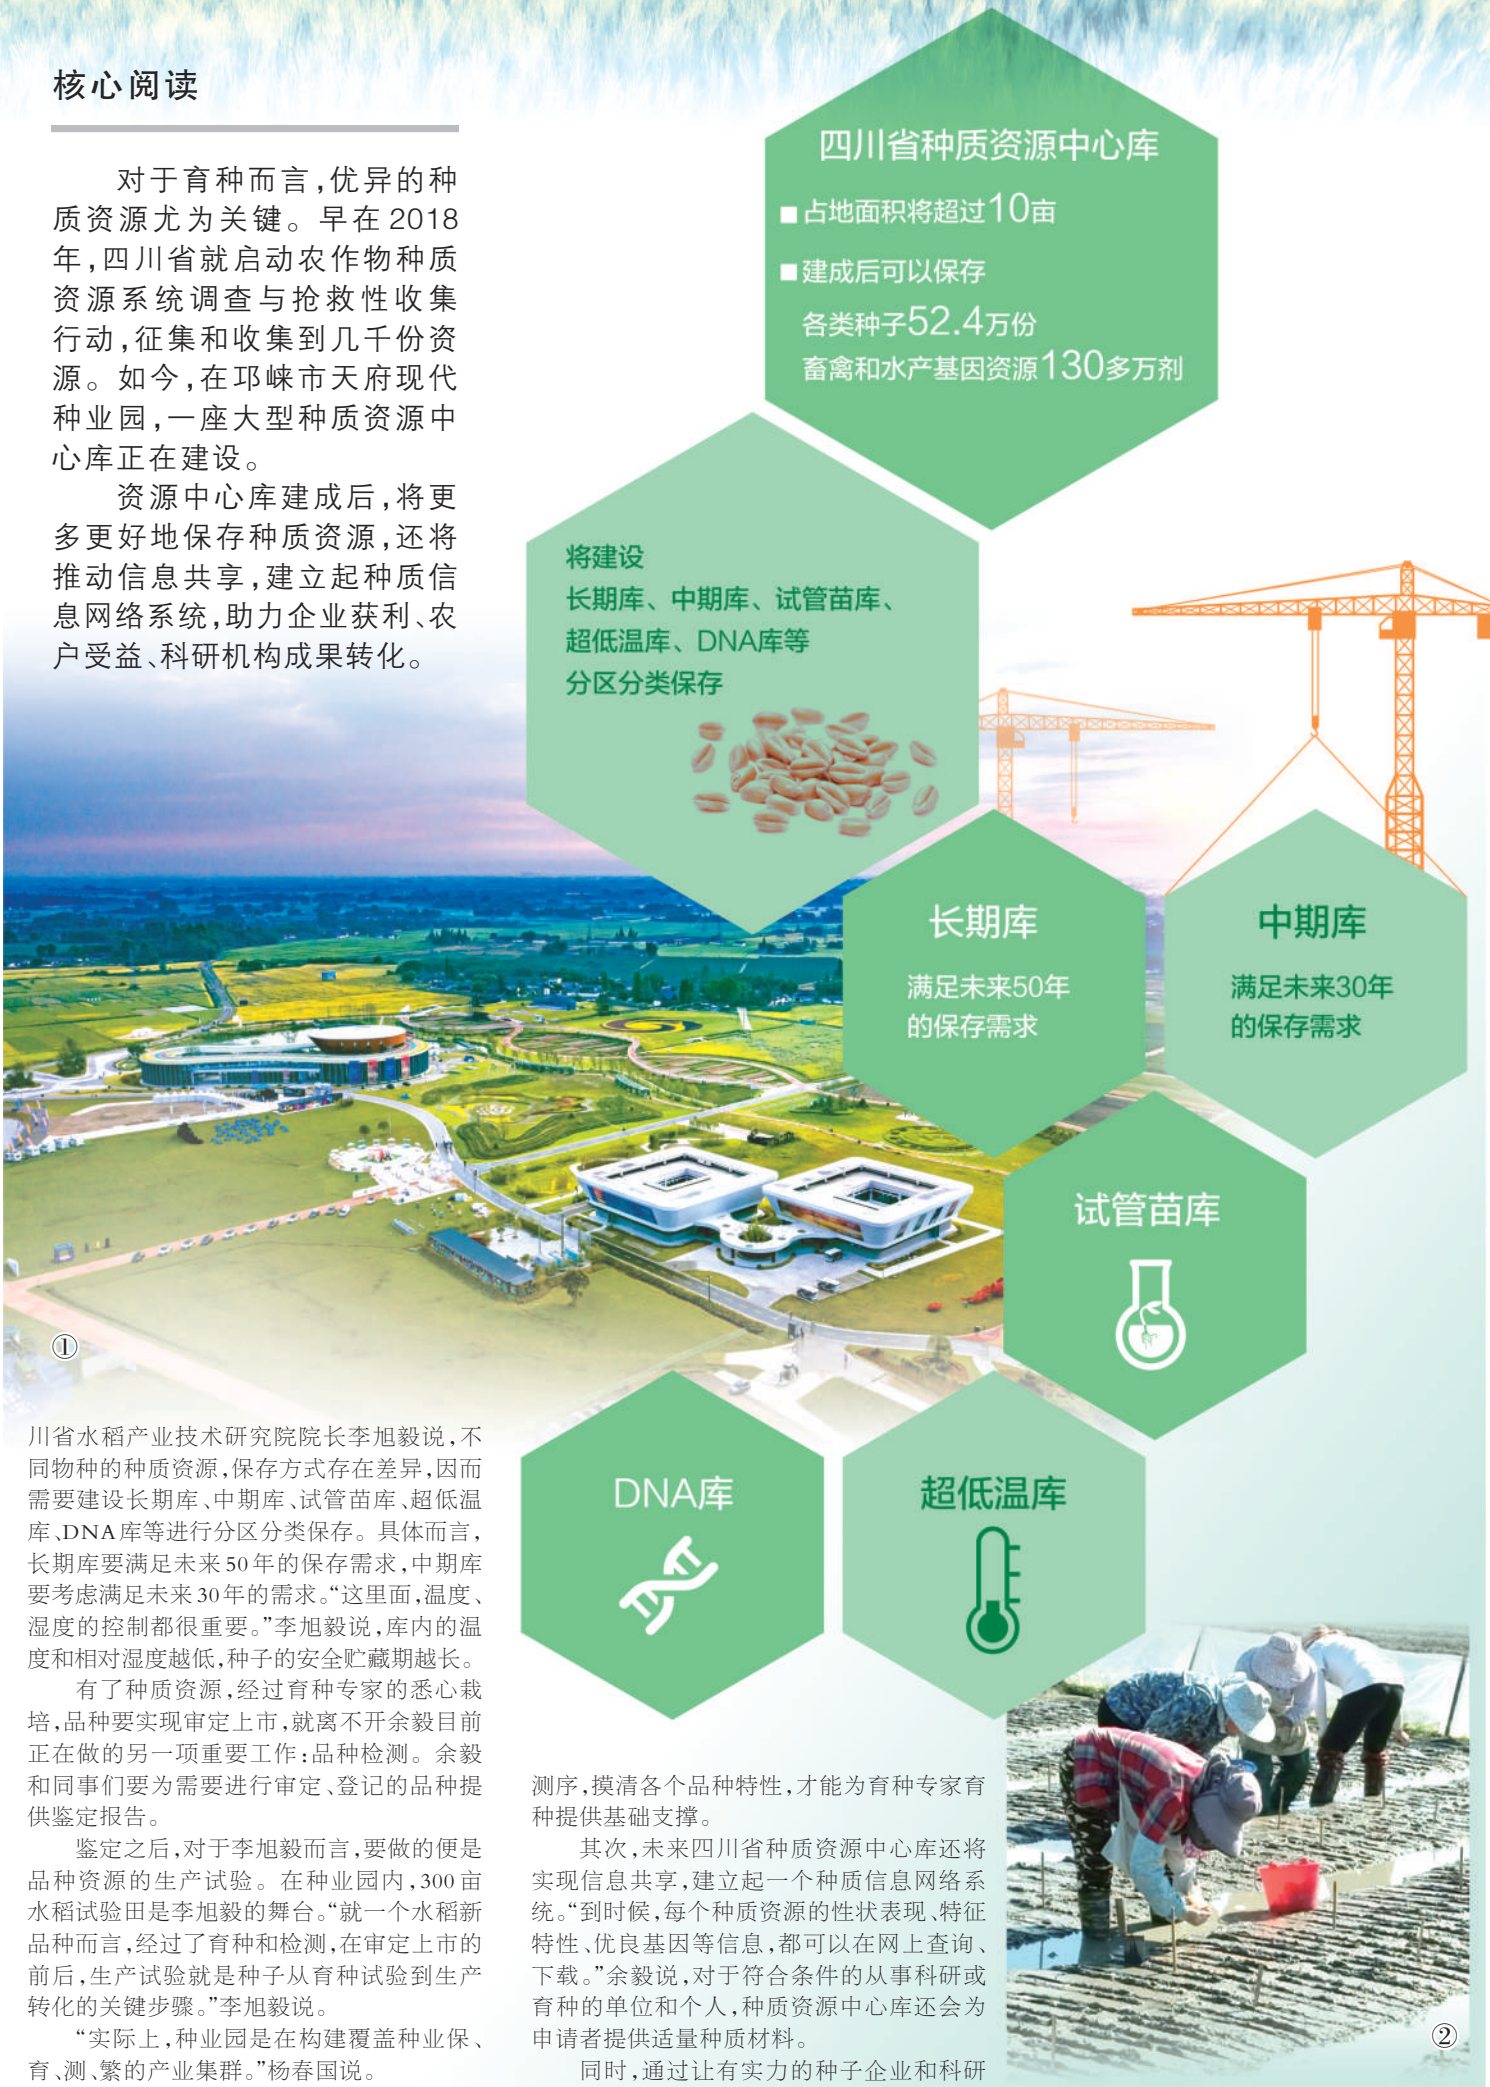 核心阅读
对于育种而言,优异的种
质资源尤为关键。早在2018
年,四川省就启动农作物种质
资源系统调查与抢救性收集
行动,征集和收集到几千份资
源。如今,在邛崃市天府现代
种业园,一座大型种质资源中
心库正在建设。
资源中心库建成后,将更
多更好地保存种质资源,还将
推动信息共享,建立起种质信
息网络系统,助力企业获利、农
户受益、科研机构成果转化。
四川省种质资源中心库
■占地面积将超过10亩
■建成后可以保存
各类种子52.4万份
畜禽和水产基因资源130多万剂
将建设
长期库、中期库、试管苗库、
超低温库、DNA库等
分区分类保存
长期库
满足未来50年
的保存需求
中期库
满足未来30年
的保存需求
试管苗库
DNA库
超低温库
①
川省水稻产业技术研究院院长李旭毅说,不
同物种的种质资源,保存方式存在差异,因而
需要建设长期库、中期库、试管苗库、超低温
库、DNA库等进行分区分类保存。具体而言,
长期库要满足未来50年的保存需求,中期库
要考虑满足未来30年的需求。“这里面,温度、
湿度的控制都很重要。”李旭毅说,库内的温
度和相对湿度越低,种子的安全贮藏期越长。
有了种质资源,经过育种专家的悉心栽
培,品种要实现审定上市,就离不开余毅目前
正在做的另一项重要工作:品种检测。余毅
和同事们要为需要进行审定、登记的品种提
供鉴定报告。
鉴定之后,对于李旭毅而言,要做的便是
品种资源的生产试验。在种业园内,300亩
水稻试验田是李旭毅的舞台。“就一个水稻新
品种而言,经过了育种和检测,在审定上市的
前后,生产试验就是种子从育种试验到生产
转化的关键步骤。”李旭毅说。
“实际上,种业园是在构建覆盖种业保、
育、测、繁的产业集群。”杨春国说。
测序,摸清各个品种特性,才能为育种专家育
种提供基础支撑。
其次,未来四川省种质资源中心库还将
实现信息共享,建立起一个种质信息网络系
统。“到时候,每个种质资源的性状表现、特征
特性、优良基因等信息,都可以在网上查询、
下载。”余毅说,对于符合条件的从事科研或
育种的单位和个人,种质资源中心库还会为
申请者提供适量种质材料。
同时,通过让有实力的种子企业和科研
②